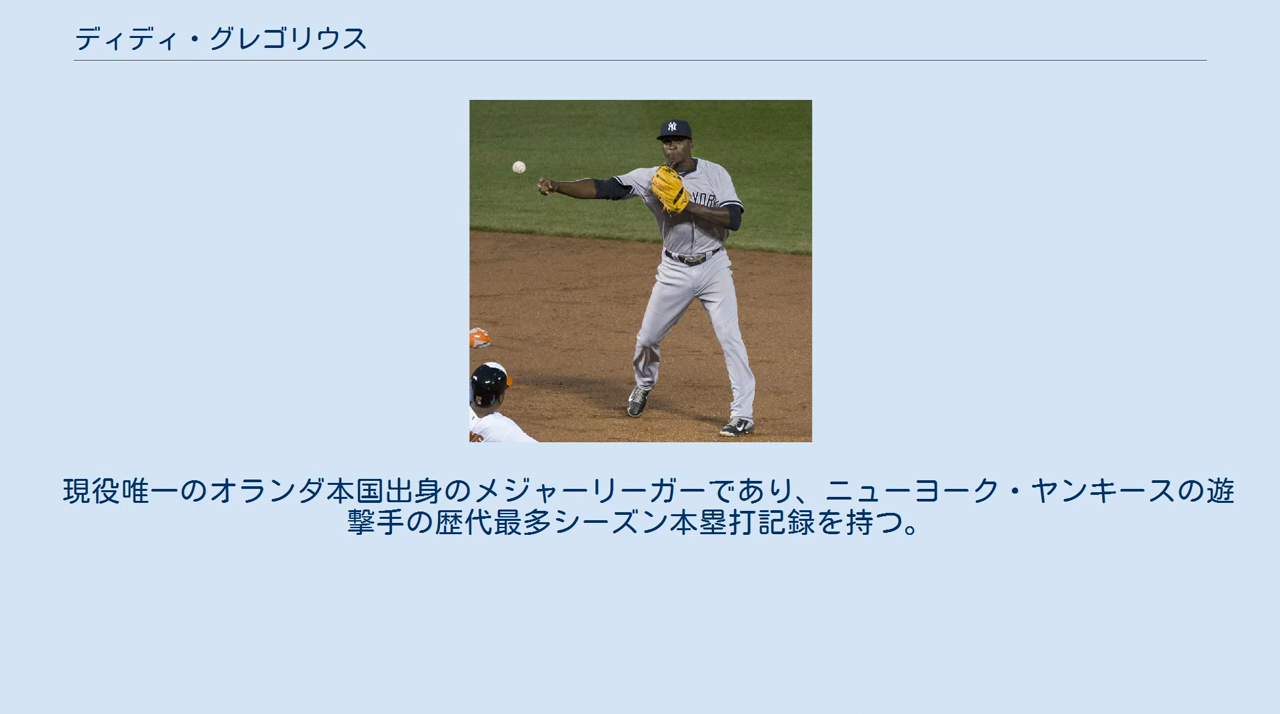 ディディ・グレゴリウス
現役唯一のオランダ本国出身のメジャーリーガーであり、ニューヨーク・ヤンキースの遊
撃手の歴代最多シーズン本塁打記録を持つ。